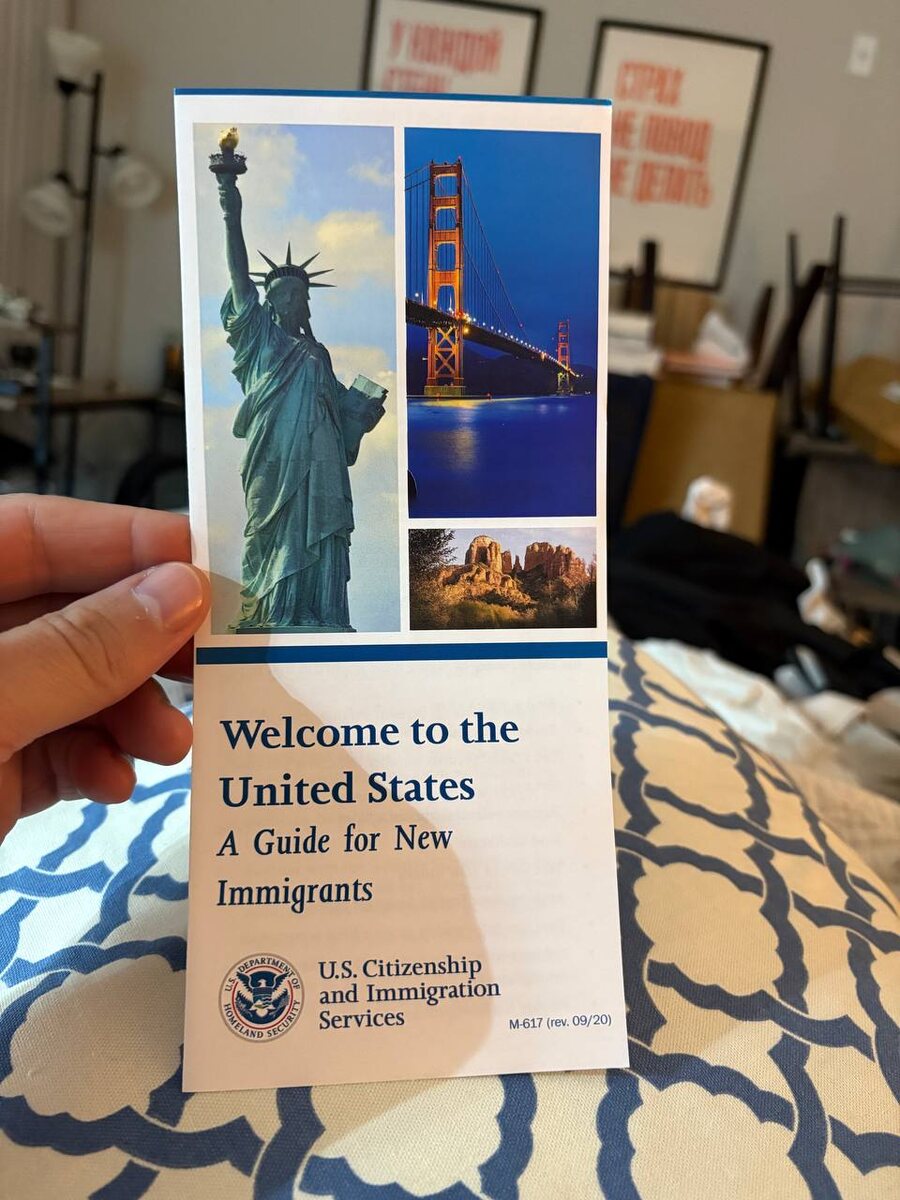 У КАЖДОЙ
СТРАХ
НЕ ПОВОД
НЕ ДЕЛАТЬ
Welcome to the
United States
A Guide for New
Immigrants
U.S. DEPARTMENT OF
HOMELAND SECURITY
U.S. Citizenship
and Immigration
Services
M-617 (rev. 09/20)